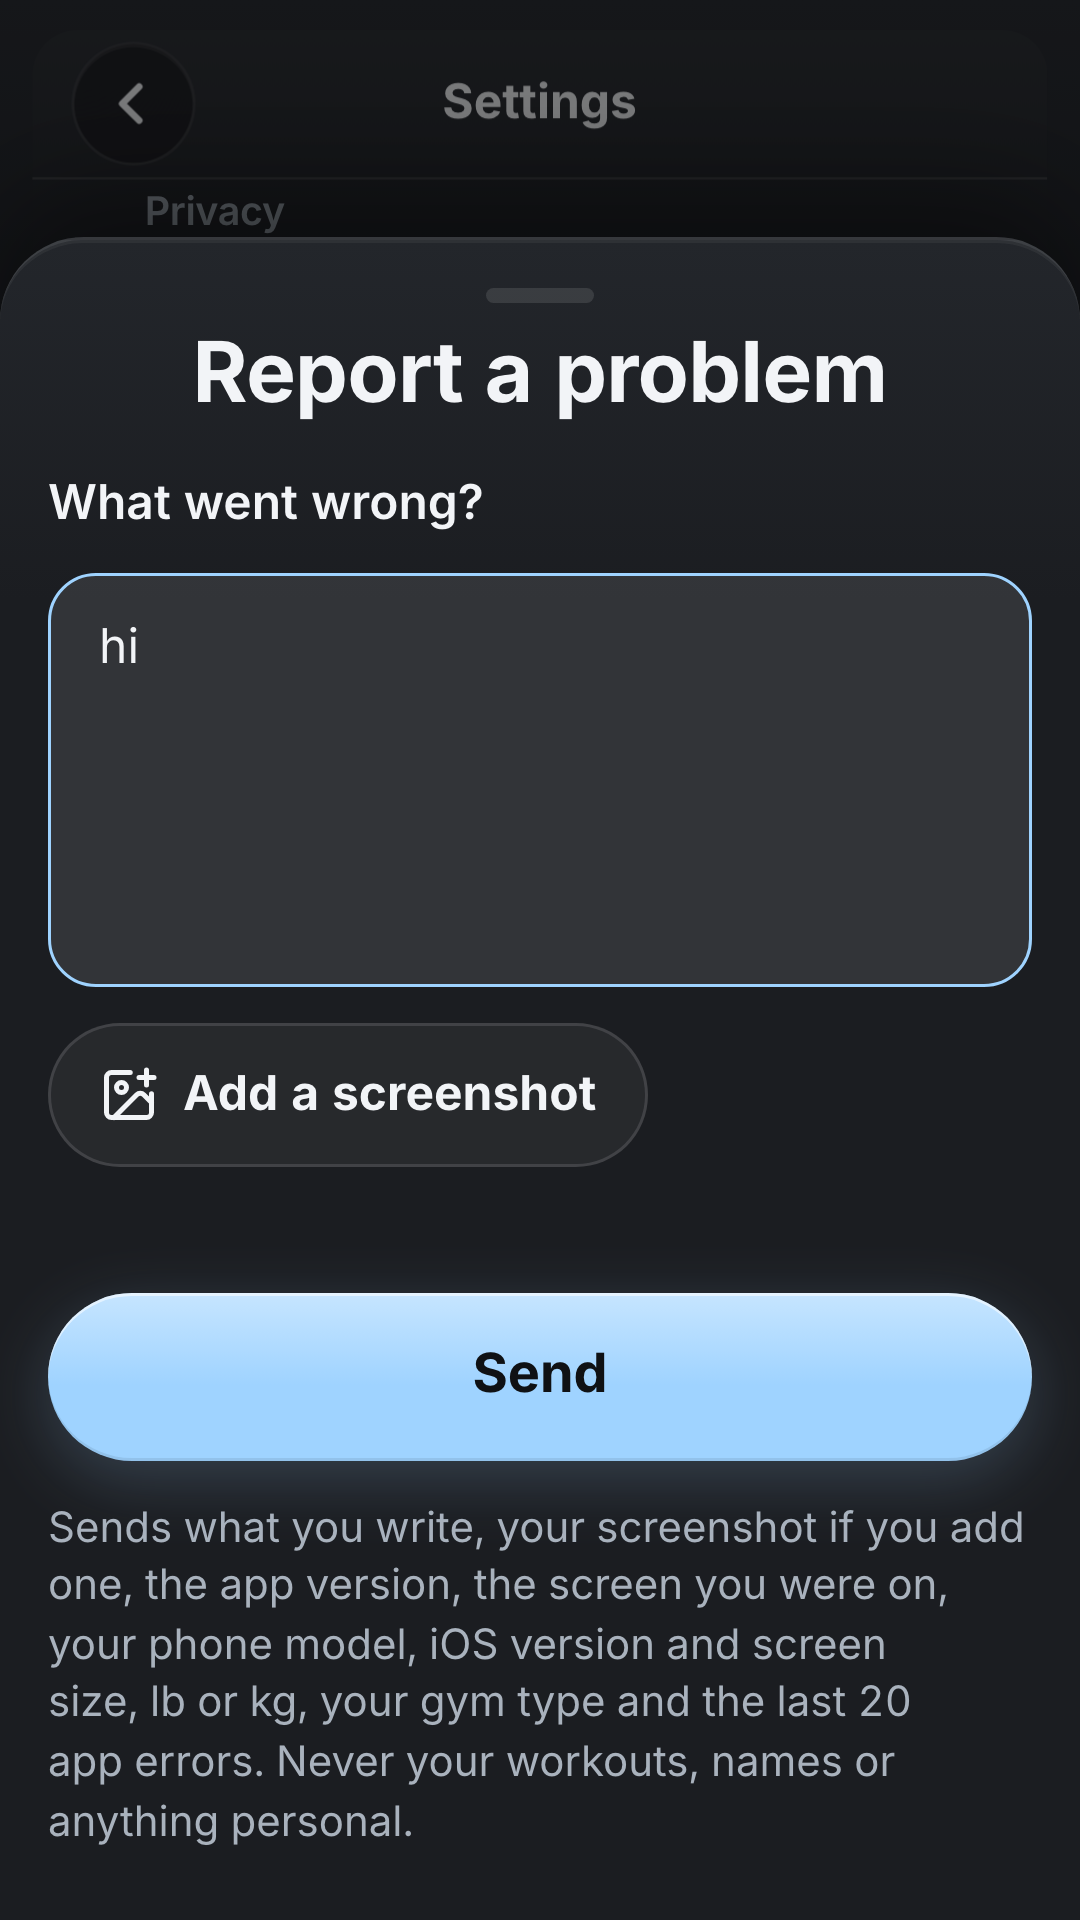 Settings
Privacy
Report a problem
What went wrong?
hi
Add a screenshot
Send
Sends what you write, your screenshot if you add
one, the app version, the screen you were on,
your phone model, iOS version and screen
size, lb or kg, your gym type and the last 20
app errors. Never your workouts, names or
anything personal.